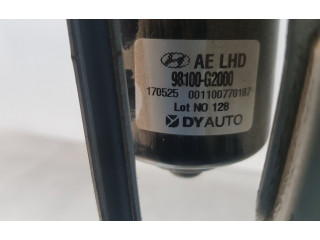 AE LHD
98100-G2000
170525 001100770187
Lot NO 128
DYAUTO